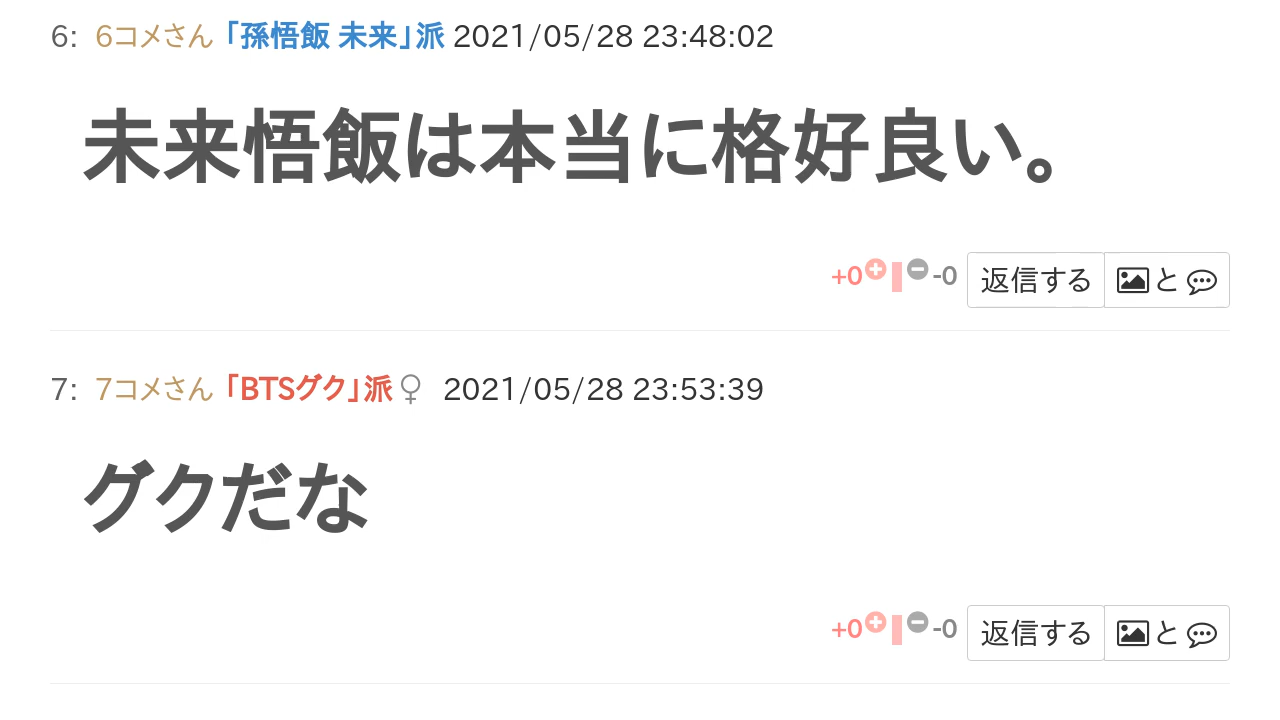 6: 6コメさん 「孫悟飯 未来」派 2021/05/28 23:48:02
未来悟飯は本当に格好良い。
+0 -0 返信する と
7: 7コメさん 「BTSグク」派♀ 2021/05/28 23:53:39
グクだな
+0 -0 返信する と